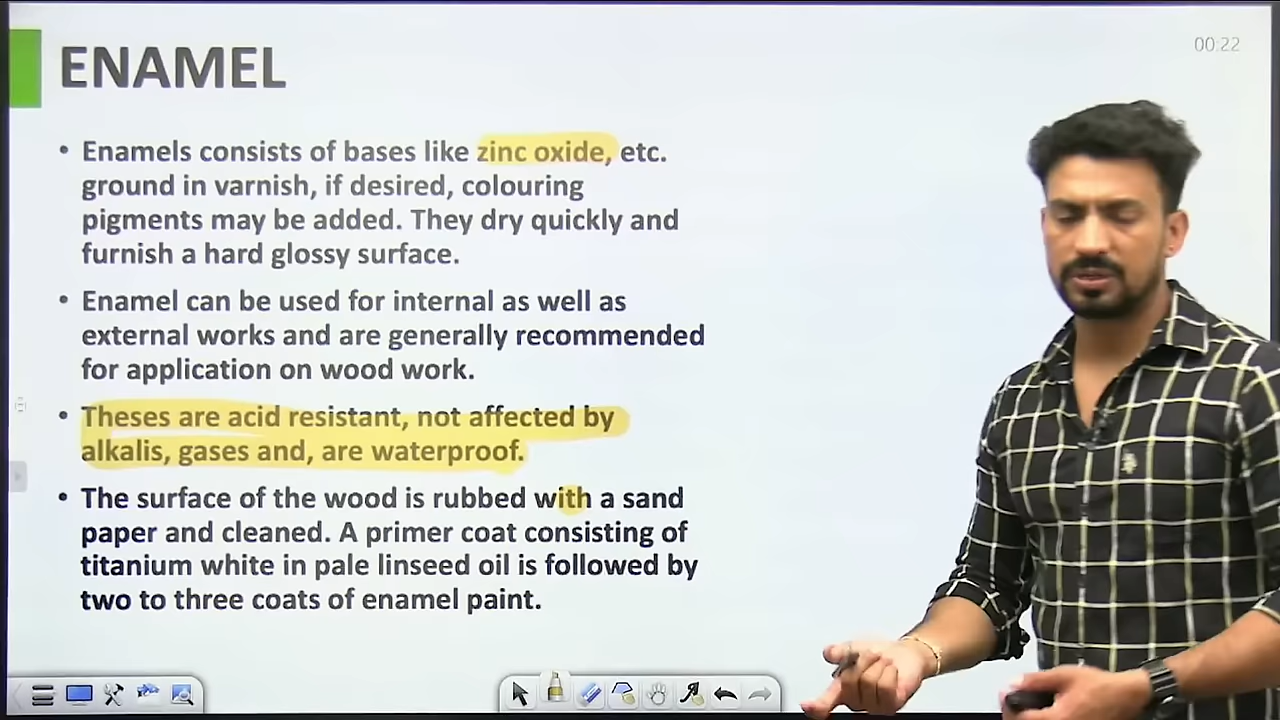 ENAMEL
00:22
• Enamels consists of bases like zinc oxide, etc.
ground in varnish, if desired, colouring
pigments may be added. They dry quickly and
furnish a hard glossy surface.
• Enamel can be used for internal as well as
external works and are generally recommended
for application on wood work.
• Theses are acid resistant, not affected by
alkalis, gases and, are waterproof.
• The surface of the wood is rubbed with a sand
paper and cleaned. A primer coat consisting of
titanium white in pale linseed oil is followed by
two to three coats of enamel paint.